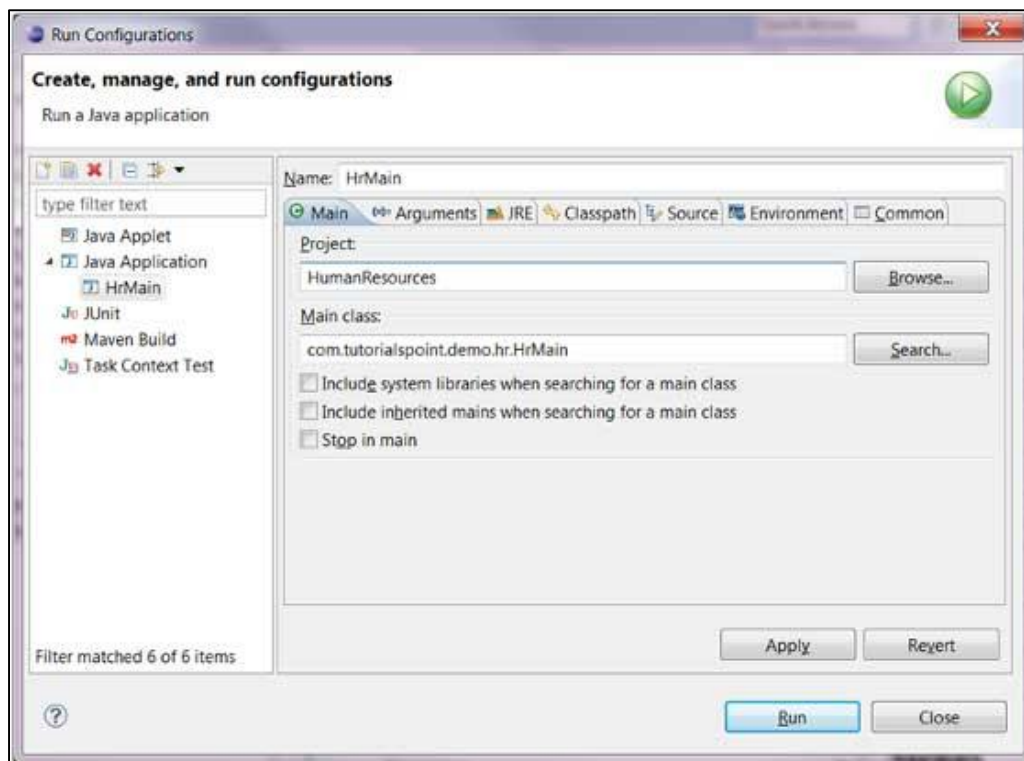 Run Configurations
Create, manage, and run configurations
Run a Java application
type filter text
Java Applet
Java Application
HrMain
JUnit
Maven Build
Task Context Test
Filter matched 6 of 6 items
Name: HrMain
Main Arguments JRE Classpath Source Environment Common
Project:
HumanResources Browse...
Main class:
com.tutorialspoint.demo.hr.HrMain Search...
Include system libraries when searching for a main class
Include inherited mains when searching for a main class
Stop in main
Apply Revert
Run Close